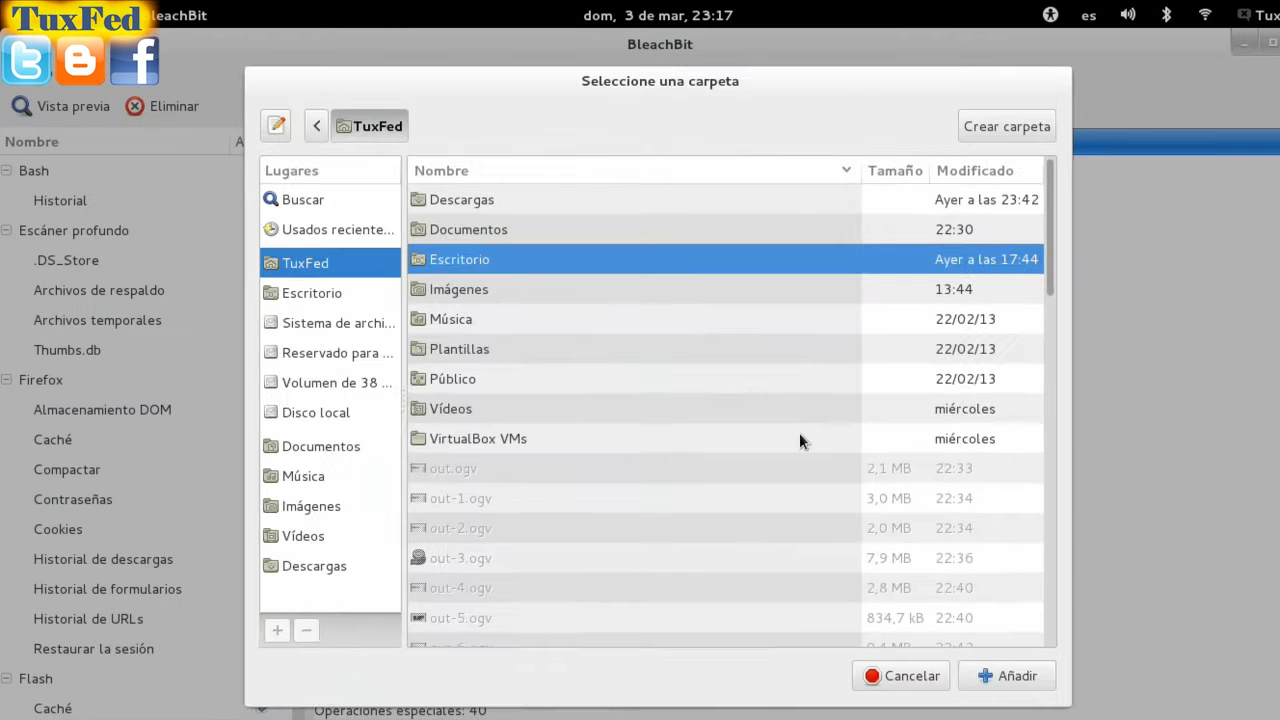 TuxFed
BleachBit
dom, 3 de mar, 23:17
es
Tux
BleachBit
Vista previa
Eliminar
Nombre
A
Bash
Historial
Escáner profundo
.DS_Store
Archivos de respaldo
Archivos temporales
Thumbs.db
Firefox
Almacenamiento DOM
Caché
Compactar
Contraseñas
Cookies
Historial de descargas
Historial de formularios
Historial de URLs
Restaurar la sesión
Flash
Caché
Seleccione una carpeta
TuxFed
Crear carpeta
Lugares
Buscar
Usados reciente...
TuxFed
Escritorio
Sistema de archi...
Reservado para ...
Volumen de 38 ...
Disco local
Documentos
Música
Imágenes
Vídeos
Descargas
Nombre Tamaño Modificado
Descargas Ayer a las 23:42
Documentos 22:30
Escritorio Ayer a las 17:44
Imágenes 13:44
Música 22/02/13
Plantillas 22/02/13
Público 22/02/13
Vídeos miércoles
VirtualBox VMs miércoles
out.ogv 2,1 MB 22:33
out-1.ogv 3,0 MB 22:34
out-2.ogv 2,0 MB 22:34
out-3.ogv 7,9 MB 22:36
out-4.ogv 2,8 MB 22:40
out-5.ogv 834,7 kB 22:40
Cancelar
Añadir
Operaciones especiales: 40